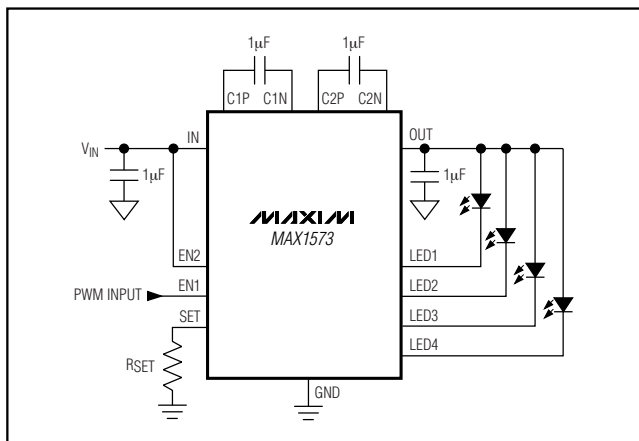 1µF 1µF
C1P C1N C2P C2N
IN OUT
VIN
1µF 1µF
MAXIM
MAX1573
EN2 LED1
PWM INPUT EN1 LED2
SET LED3
RSET LED4
GND